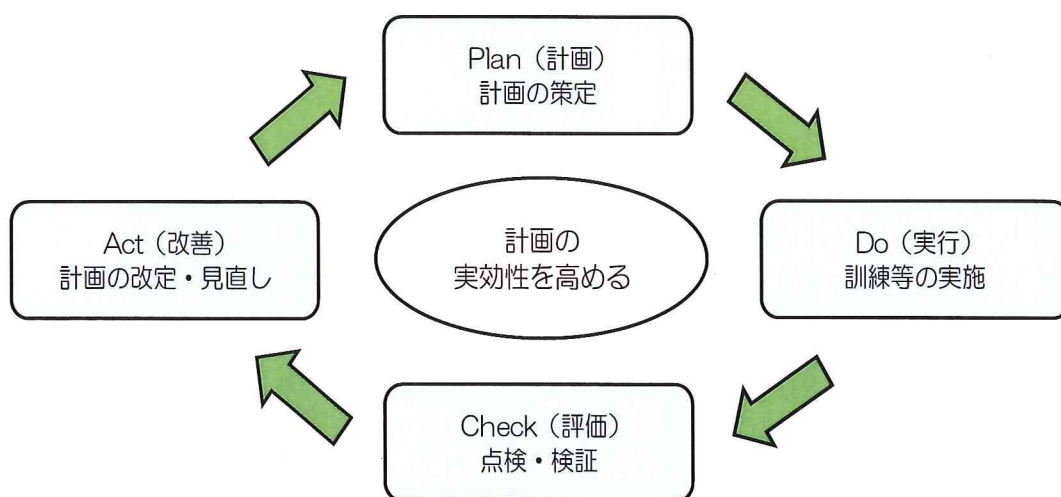 Plan（計画）
計画の策定
Act（改善）
計画の改定・見直し
計画の
実効性を高める
Do（実行）
訓練等の実施
Check（評価）
点検・検証